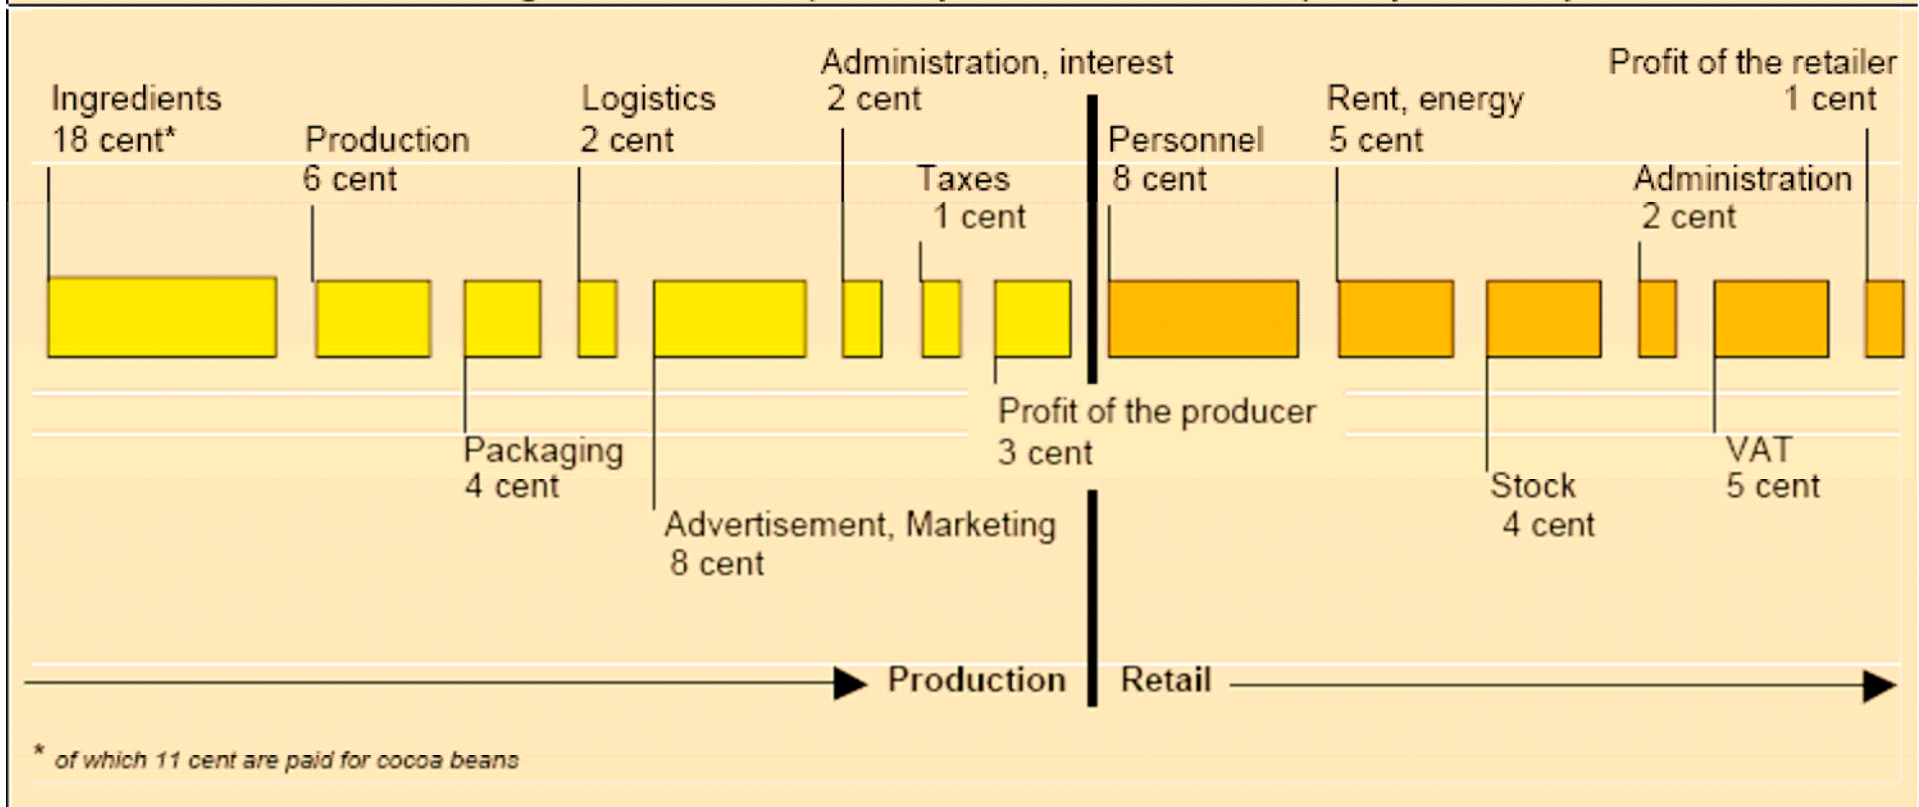 Ingredients
18 cent*
Production
6 cent
Logistics
2 cent
Administration, interest
2 cent
Taxes
1 cent
Personnel
8 cent
Rent, energy
5 cent
Profit of the retailer
1 cent
Administration
2 cent
Packaging
4 cent
Advertisement, Marketing
8 cent
Profit of the producer
3 cent
Stock
4 cent
VAT
5 cent
Production
Retail
* of which 11 cent are paid for cocoa beans